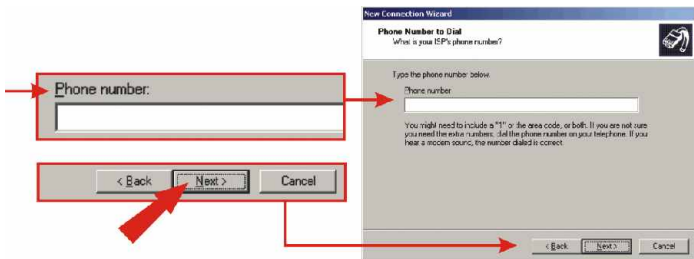 New Connection Wizard
Phone Number to Dial
What is your ISP's phone number?
Type the phone number below.
Phone number
You might need to include a "1" or the area code, or both. If you are not sure
you need the extra numbers, dial the phone number on your telephone. If you
hear a modem sound, the number dialed is correct.
< Back Next > Cancel
Phone number:
< Back Next > Cancel